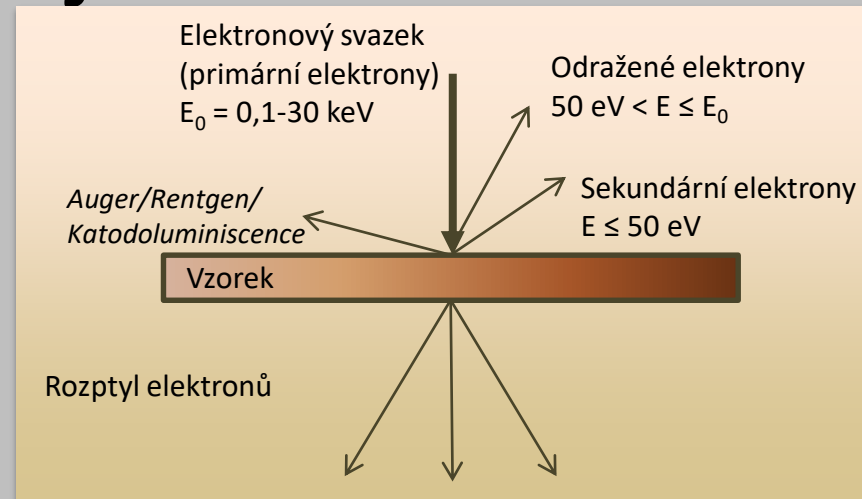 Elektronový svazek
(primární elektrony)
E₀ = 0,1-30 keV
Odražené elektrony
50 eV < E ≤ E₀
Sekundární elektrony
E ≤ 50 eV
Auger/Rentgen/
Katodoluminiscence
Vzorek
Rozptyl elektronů